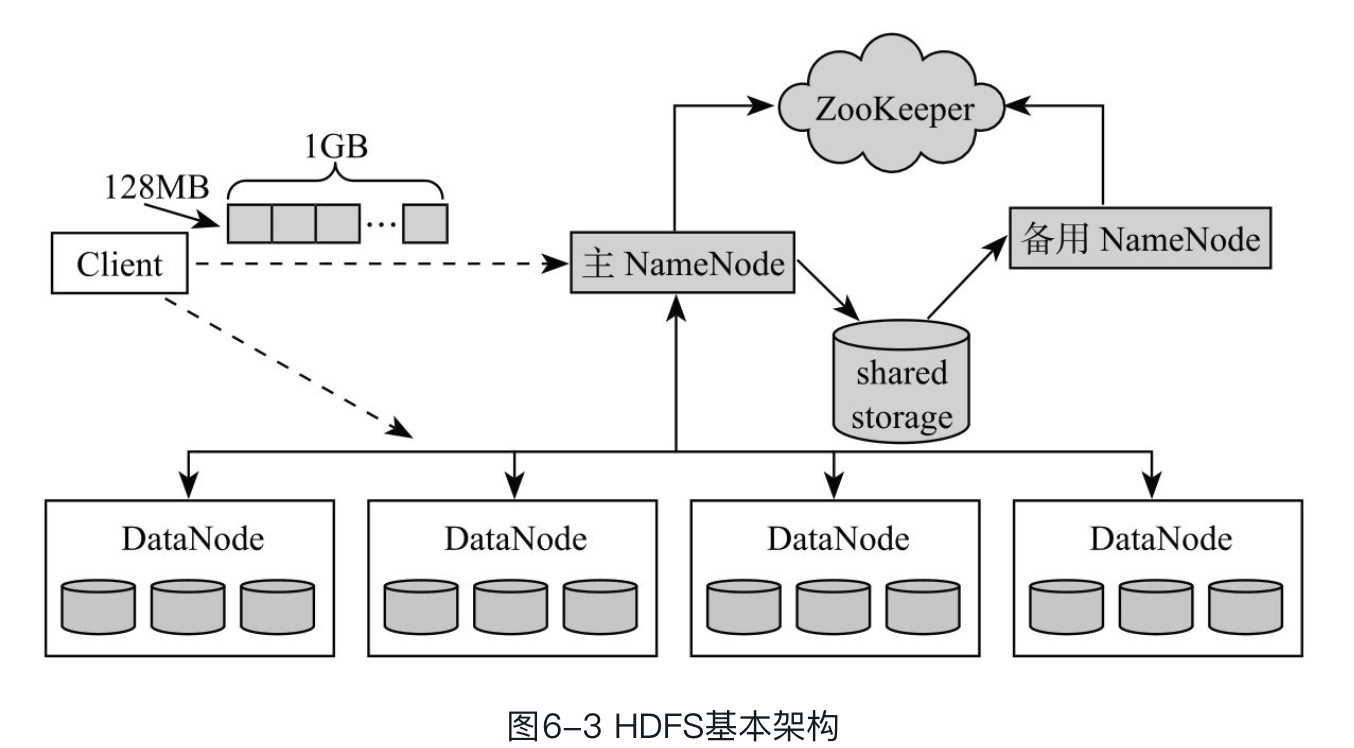 ZooKeeper
1GB
128MB
Client
主 NameNode
备用 NameNode
shared
storage
DataNode
DataNode
DataNode
DataNode
图6-3 HDFS基本架构